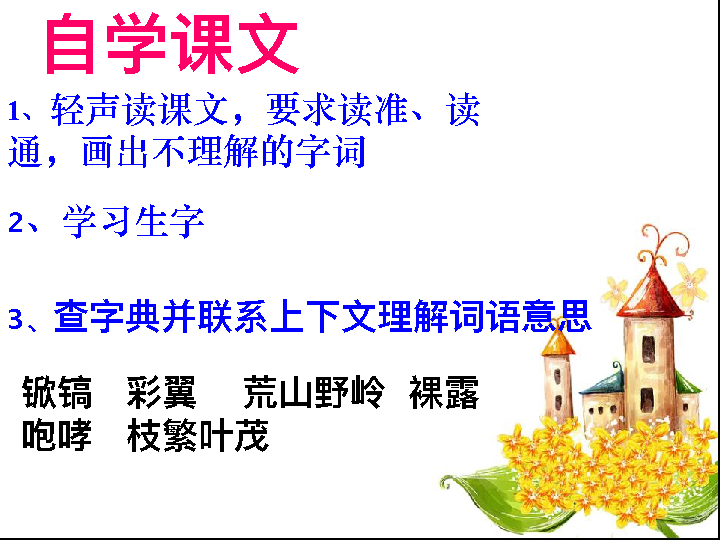 自学课文
1、轻声读课文，要求读准、读
通，画出不理解的字词
2、学习生字
3、查字典并联系上下文理解词语意思
锨镐 彩翼 荒山野岭 裸露
咆哮 枝繁叶茂